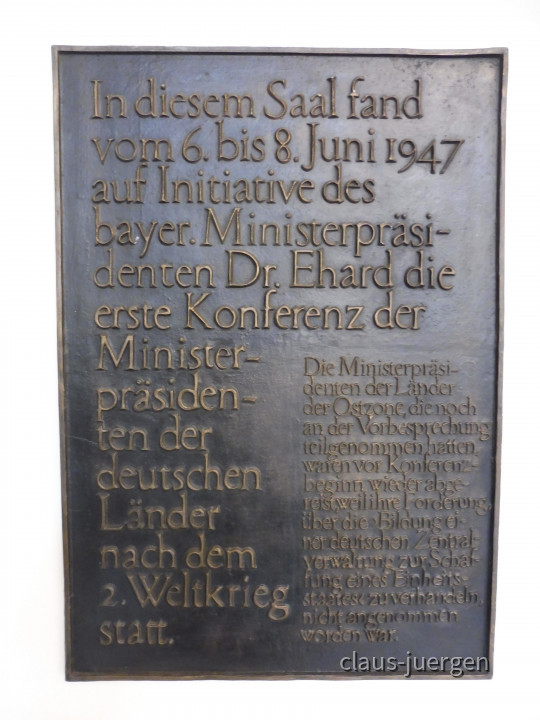 In diesem Saal fand
vom 6. bis 8. Juni 1947
auf Initiative des
bayer. Ministerpräsi-
denten Dr. Ehard die
erste Konferenz der
Minister-
präsiden-
ten der
deutschen
Länder
nach dem
2. Weltkrieg
statt.
Die Ministerpräsi-
denten der Länder
der Ostzone, die noch
an der Vorbesprechung
teilgenommen hatten,
waren vor Konferenz-
beginn wieder abge-
reist, weil ihre Forderung,
über die »Bildung ei-
ner deutschen Zentral-
verwaltung zur Schaf-
fung eines Einheits-
staates« zu verhandeln,
nicht angenommen
worden war.
claus-juergen